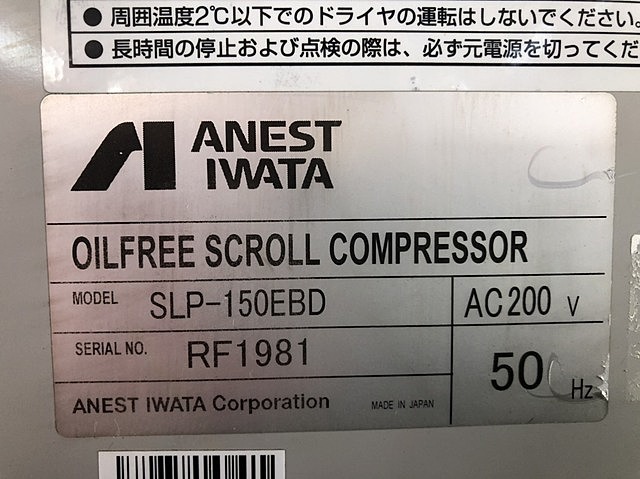 ● 周囲温度2℃以下でのドライヤの運転はしないでください。
● 長時間の停止および点検の際は、必ず元電源を切ってくだ
ANEST
IWATA
OILFREE SCROLL COMPRESSOR
MODEL SLP-150EBD AC200 V
SERIAL NO. RF1981 50 Hz
ANEST IWATA Corporation MADE IN JAPAN